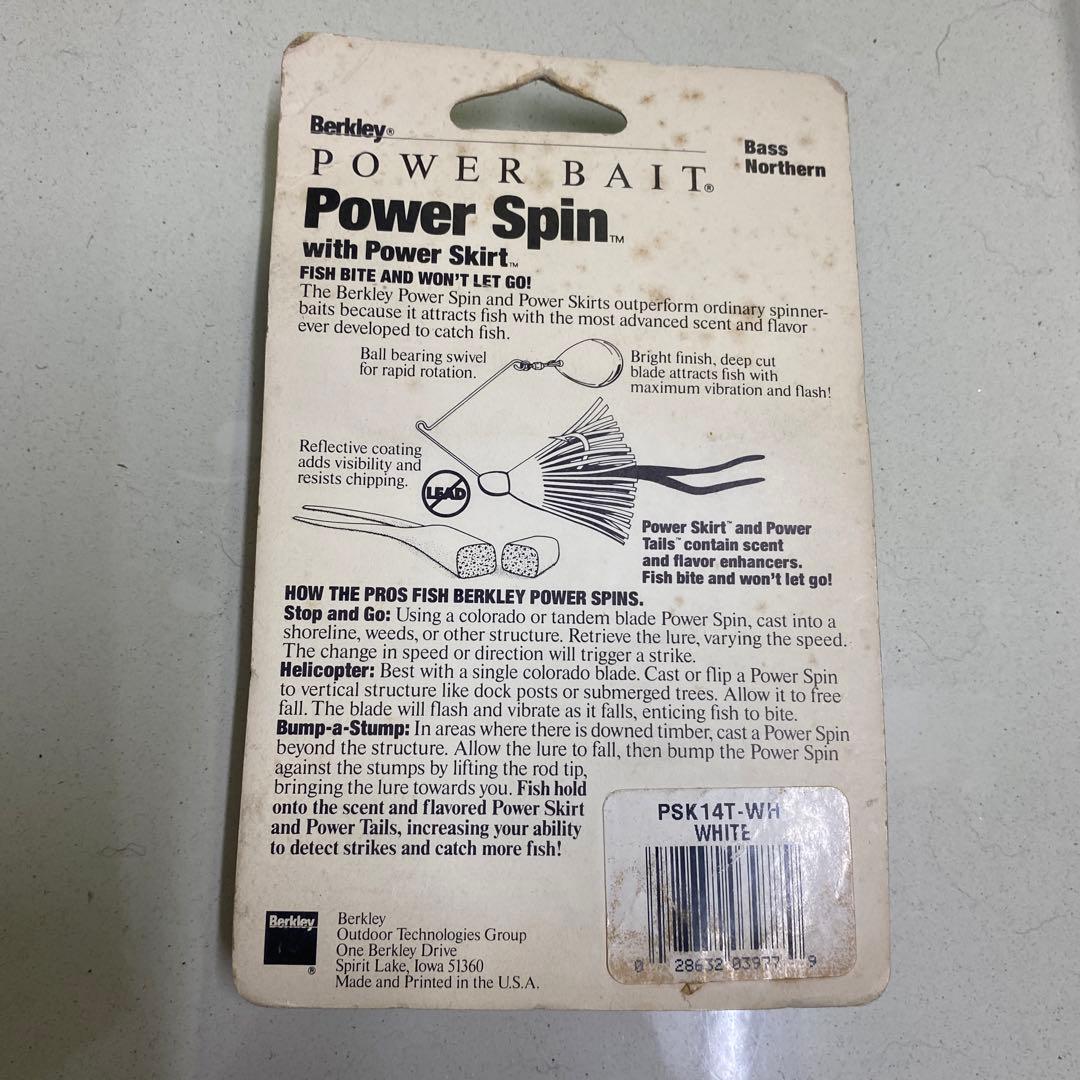 Berkley®
POWER BAIT®
Bass
Northern
Power Spin™
with Power Skirt™
FISH BITE AND WON'T LET GO!
The Berkley Power Spin and Power Skirts outperform ordinary spinner-
baits because it attracts fish with the most advanced scent and flavor
ever developed to catch fish.
Ball bearing swivel
for rapid rotation.
Bright finish, deep cut
blade attracts fish with
maximum vibration and flash!
Reflective coating
adds visibility and
resists chipping.
LEAD
Power Skirt™ and Power
Tails™ contain scent
and flavor enhancers.
Fish bite and won't let go!
HOW THE PROS FISH BERKLEY POWER SPINS.
Stop and Go: Using a colorado or tandem blade Power Spin, cast into a
shoreline, weeds, or other structure. Retrieve the lure, varying the speed.
The change in speed or direction will trigger a strike.
Helicopter: Best with a single colorado blade. Cast or flip a Power Spin
to vertical structure like dock posts or submerged trees. Allow it to free
fall. The blade will flash and vibrate as it falls, enticing fish to bite.
Bump-a-Stump: In areas where there is downed timber, cast a Power Spin
beyond the structure. Allow the lure to fall, then bump the Power Spin
against the stumps by lifting the rod tip,
bringing the lure towards you. Fish hold
onto the scent and flavored Power Skirt
and Power Tails, increasing your ability
to detect strikes and catch more fish!
PSK14T-WH
WHITE
0 28632 03977 9
Berkley®
Berkley
Outdoor Technologies Group
One Berkley Drive
Spirit Lake, Iowa 51360
Made and Printed in the U.S.A.